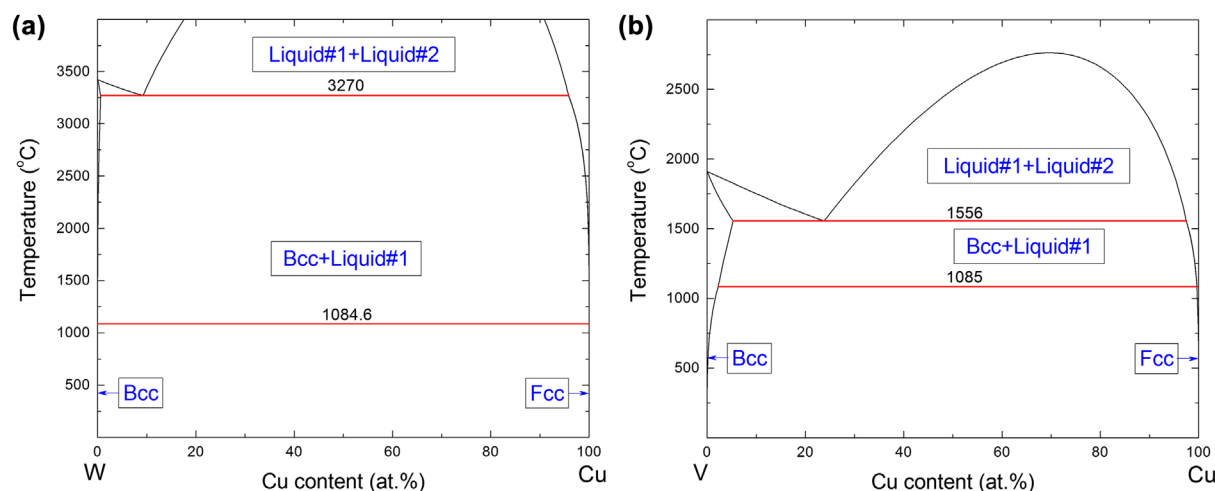 (a)
Temperature (°C)
3500
3000
2500
2000
1500
1000
500
Liquid#1+Liquid#2
3270
Bcc+Liquid#1
1084.6
Bcc
Fcc
0
20
40
60
80
100
W
Cu content (at.%)
Cu
(b)
Temperature (°C)
2500
2000
1500
1000
500
Liquid#1+Liquid#2
1556
Bcc+Liquid#1
1085
Bcc
Fcc
0
20
40
60
80
100
V
Cu content (at.%)
Cu